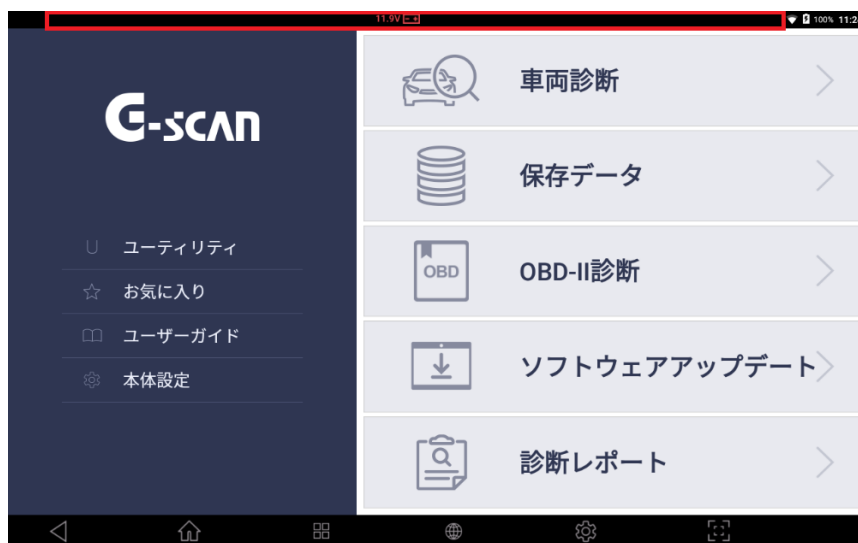 11.9V
100% 11:2
G-scan
U ユーティリティ
お気に入り
ユーザーガイド
本体設定
車両診断
保存データ
OBD
OBD-II診断
ソフトウェアアップデート
診断レポート